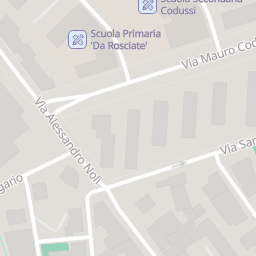 Scuola Secondaria
Codussi
Scuola Primaria
'Da Rosciate'
Via Mauro Cod
Via Alessandro Noli
Via San
gario